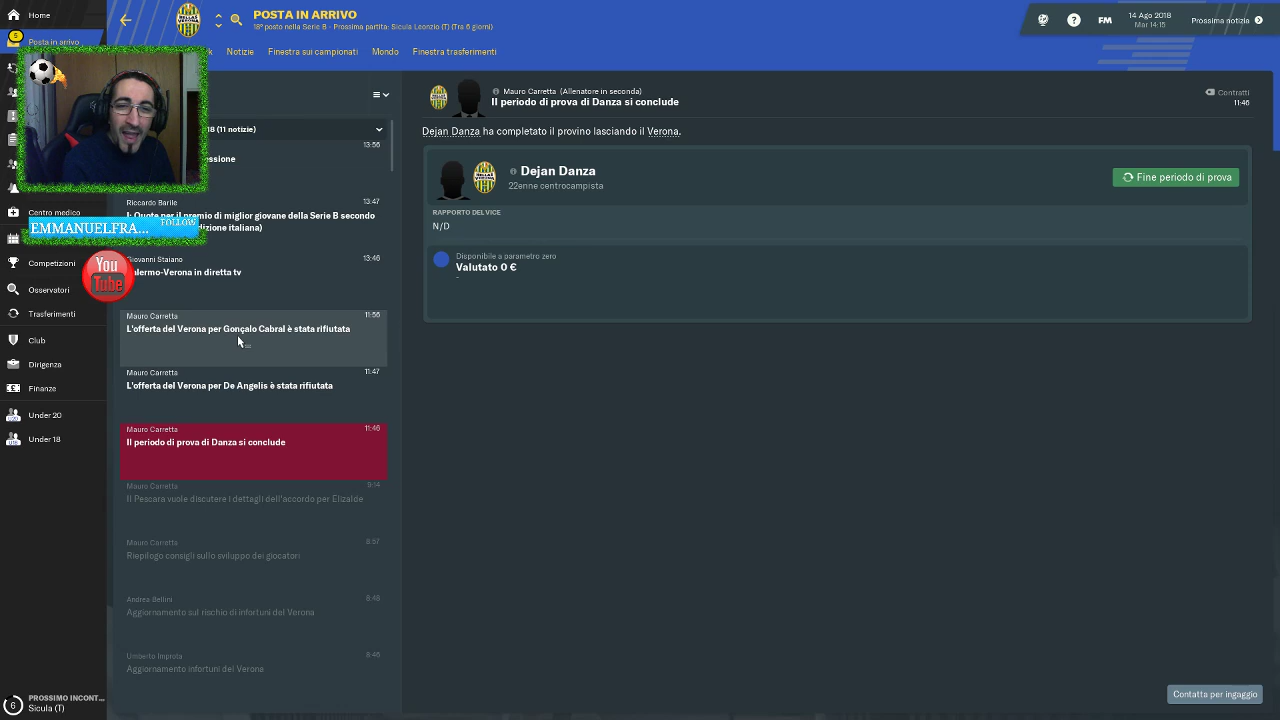 Home
POSTA IN ARRIVO
18° posto nella Serie B - Prossima partita: Sicula Leonzio (T) (Tra 6 giorni)
?
FM
14 Ago 2018
Mar 14:15
Prossima notizia
5
Posta in arrivo
Notizie
Finestra sui campionati
Mondo
Finestra trasferimenti
Mauro Carretta (Allenatore in seconda)
Il periodo di prova di Danza si conclude
Contratti
11:46
(11 notizie)
Dejan Danza ha completato il provino lasciando il Verona.
13:56
Dejan Danza
22enne centrocampista
Fine periodo di prova
RAPPORTO DEL VICE
N/D
Disponibile a parametro zero
Valutato 0 €
-
Riccardo Barile
13:47
I: Quote per il premio di miglior giovane della Serie B secondo
Giovanni Staiano
13:46
in diretta tv
Mauro Carretta
11:56
L'offerta del Verona per Gonçalo Cabral è stata rifiutata
Mauro Carretta
11:47
L'offerta del Verona per De Angelis è stata rifiutata
Mauro Carretta
11:46
Il periodo di prova di Danza si conclude
Mauro Carretta
9:14
Il Pescara vuole discutere i dettagli dell'accordo per Elizalde
Mauro Carretta
8:57
Riepilogo consigli sullo sviluppo dei giocatori
Andrea Bellini
8:46
Aggiornamento sul rischio di infortuni del Verona
Umberto Improta
8:45
Aggiornamento infortuni del Verona
Centro medico
EMMANUELFRA...
FOLLOW
Competizioni
You
Tube
Osservatori
Trasferimenti
Club
Dirigenza
Finanze
Under 20
Under 18
6
PROSSIMO INCONT...
Sicula (T)
Contatta per ingaggio